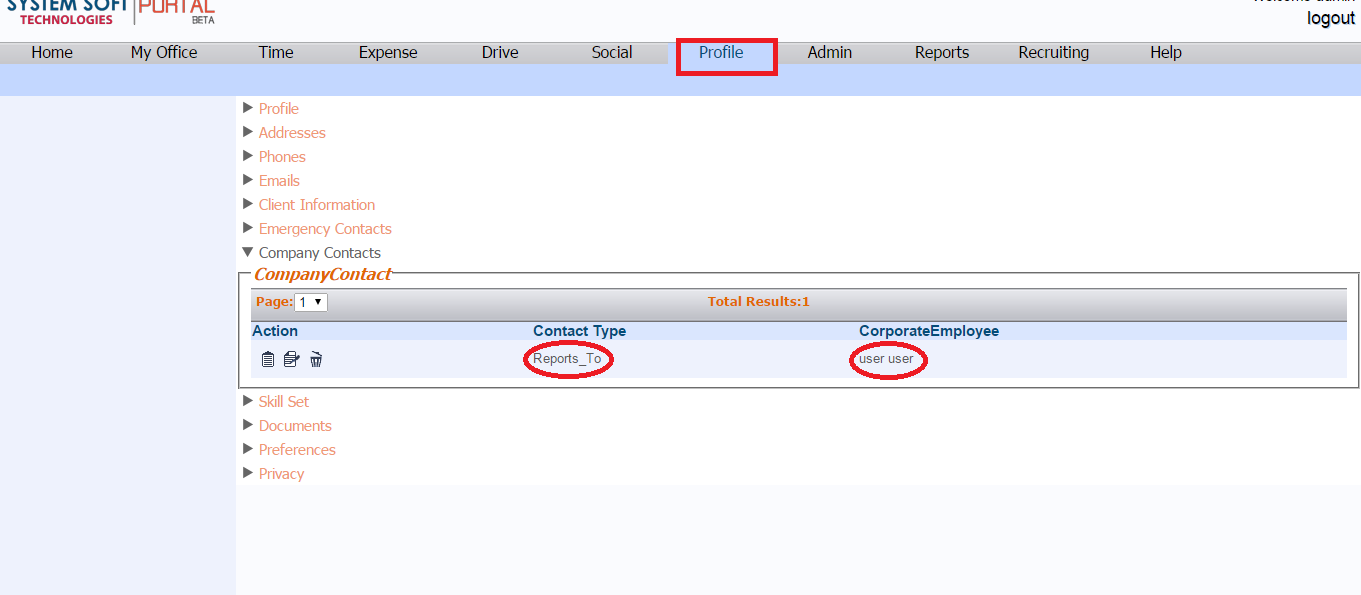 SYSTEM SOFT PORTAL
TECHNOLOGIES BETA
Welcome admin
logout
Home My Office Time Expense Drive Social Profile Admin Reports Recruiting Help
Profile
Addresses
Phones
Emails
Client Information
Emergency Contacts
Company Contacts
CompanyContact
Page: 1 Total Results:1
Action Contact Type CorporateEmployee
Reports_To user user
Skill Set
Documents
Preferences
Privacy